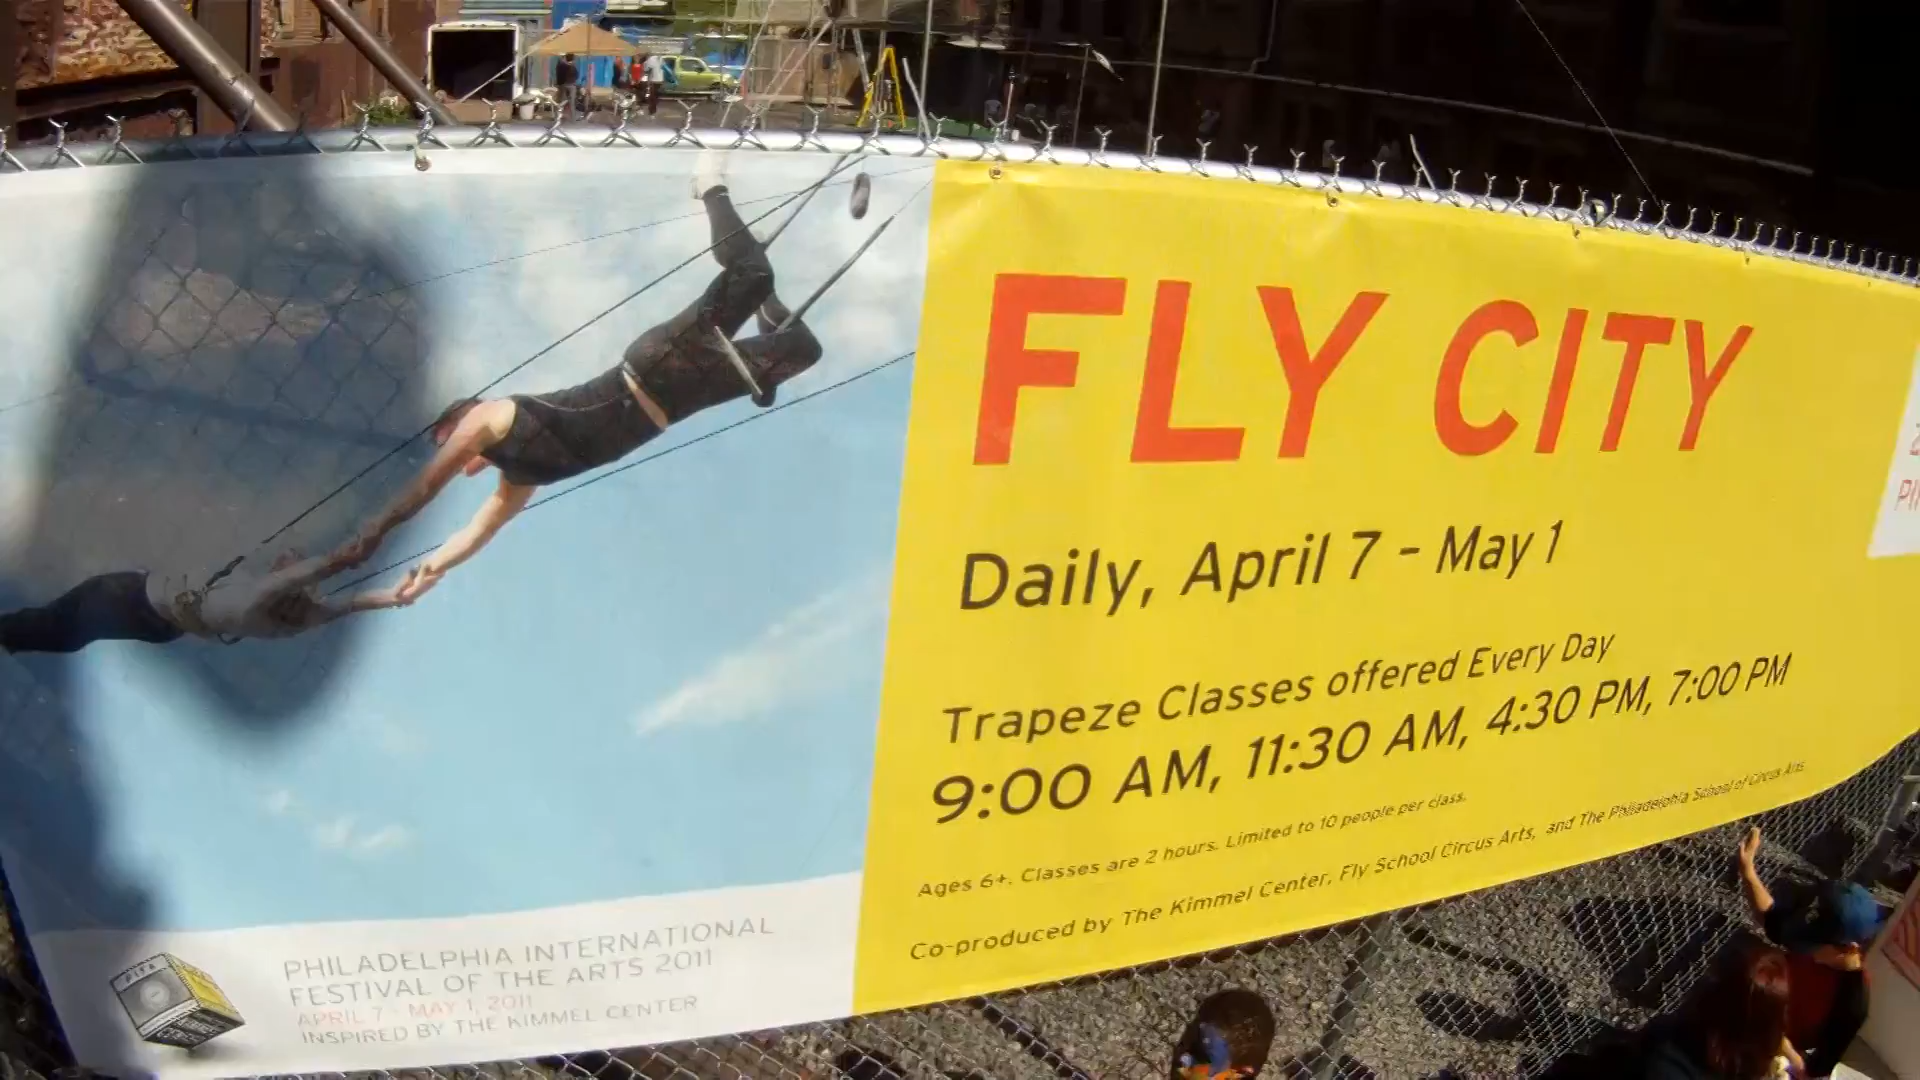 FLY CITY
Daily, April 7 - May 1
Trapeze Classes offered Every Day
9:00 AM, 11:30 AM, 4:30 PM, 7:00 PM
Ages 6+. Classes are 2 hours. Limited to 10 people per class.
Co-produced by The Kimmel Center, Fly School Circus Arts, and The Philadelphia School of Circus Arts
PHILADELPHIA INTERNATIONAL
FESTIVAL OF THE ARTS 2011
APRIL 7 - MAY 1, 2011
INSPIRED BY THE KIMMEL CENTER